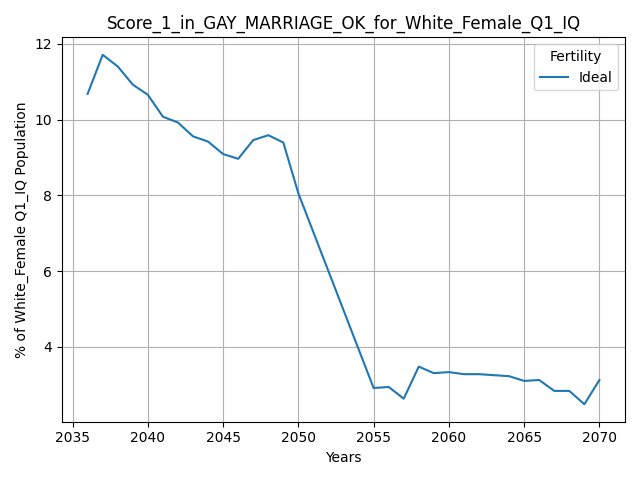 Score_1_in_GAY_MARRIAGE_OK_for_White_Female_Q1_IQ
Fertility
Ideal
% of White_Female Q1_IQ Population
12
10
8
6
4
2035 2040 2045 2050 2055 2060 2065 2070
Years